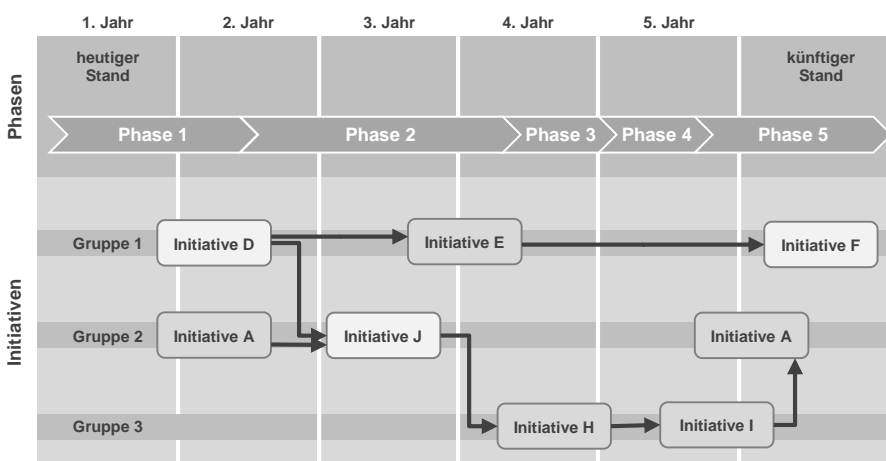 1. Jahr 2. Jahr 3. Jahr 4. Jahr 5. Jahr
Phasen
heutiger
Stand
künftiger
Stand
Phase 1 Phase 2 Phase 3 Phase 4 Phase 5
Initiativen
Gruppe 1 Initiative D Initiative E Initiative F
Gruppe 2 Initiative A Initiative J Initiative A
Gruppe 3 Initiative H Initiative I